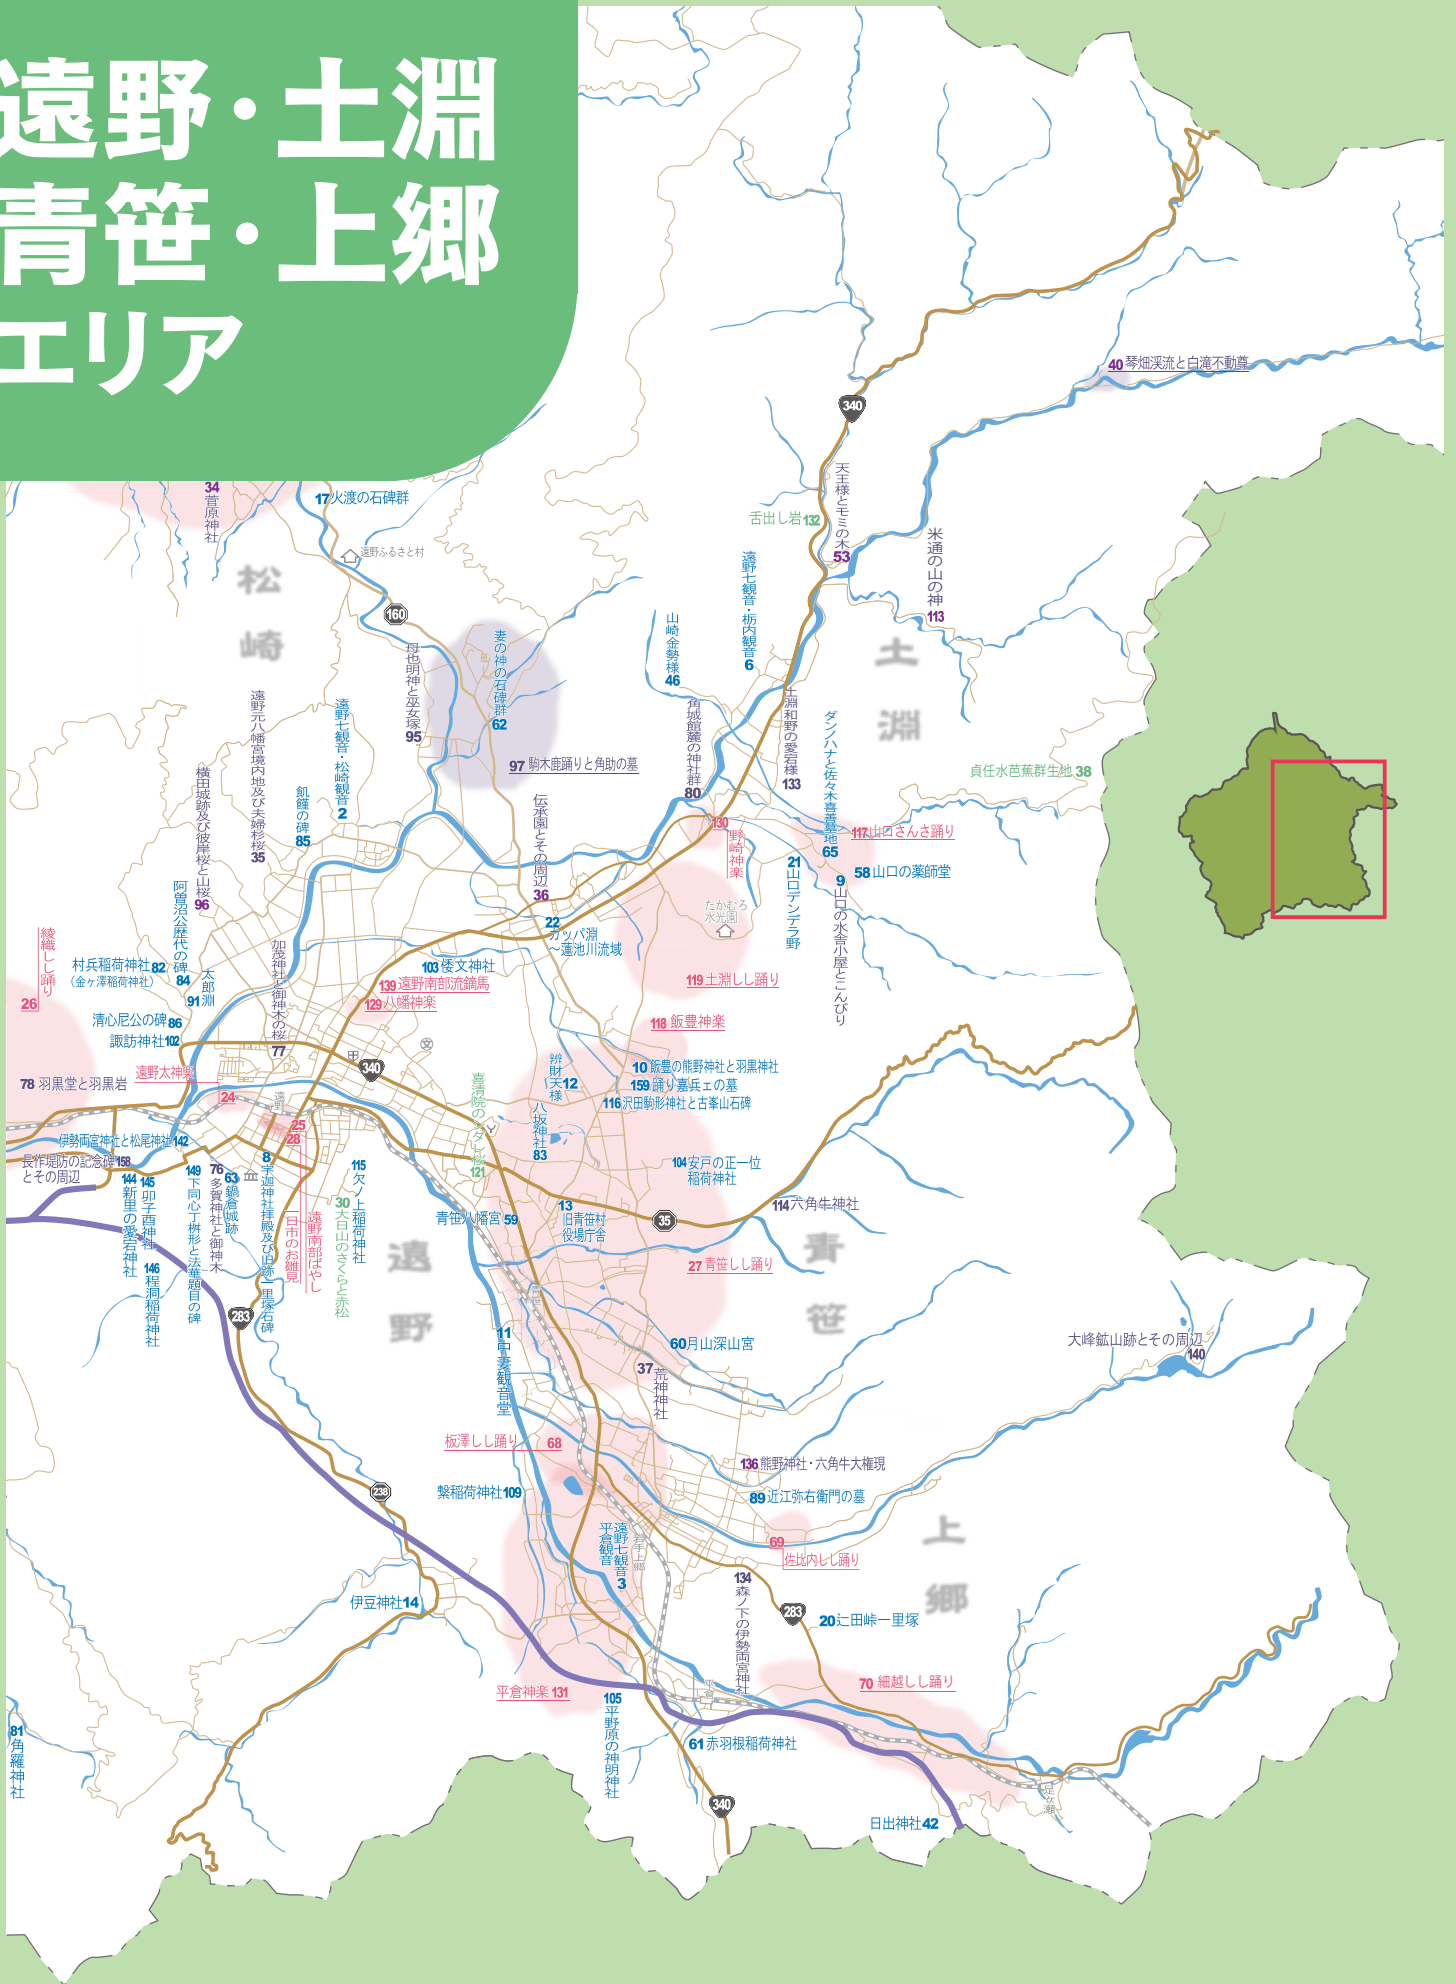 遠野・土淵
青笹・上郷
エリア
34 菅原神社
17 火渡の石碑群
遠野ふるさと村
松崎
160
340
40 琴畑渓流と白滝不動尊
天王様とモミの木 53
舌出し岩 132
米通の山の神 113
遠野七観音・栃内観音 6
山崎金勢様 46
土淵
母也明神と巫女塚 95
妻の神の石碑群 62
97 駒木鹿踊りと角助の墓
角城館麓の神社群 80
土淵和野の愛宕様 133
ダンノハナと佐々木喜善墓地 65
貞任水芭蕉群生地 38
遠野元八幡宮境内地及び夫婦杉桜 35
遠野七観音・松崎観音 2
横田城跡及び彼岸桜と山桜 96
飢饉の碑 85
伝承園とその周辺 36
130 野崎神楽
117 山口さんさ踊り
58 山口の薬師堂
21 山口デンデラ野
9 山口の水舎小屋とこんびり
たかむろ
水光園
22 カッパ淵
～蓮池川流域
阿曽沼公歴代の碑 84
綾織しし踊り 26
村兵稲荷神社 82
（金ヶ澤稲荷神社）
太郎淵 91
加茂神社と御神木の桜 77
103 倭文神社
139 遠野南部流鏑馬
129 八幡神楽
119 土淵しし踊り
清心尼公の碑 86
諏訪神社 102
118 飯豊神楽
340
78 羽黒堂と羽黒岩
遠野太神楽
24
遠野
25
28
喜清院のシダレ桜 121
弁財天様 12
八坂神社 83
10 飯豊の熊野神社と羽黒神社
159 踊り嘉兵ェの墓
116 沢田駒形神社と古峯山石碑
伊勢両宮神社と松尾神社 142
長作堤防の記念碑 158
とその周辺
144 新里の愛宕神社
145 卯子酉神社
146 程洞稲荷神社
149 下同心丁桝形と法華題目の碑
76 多賀神社と御神木
63 鍋倉城跡
8 宇迦神社拝殿及び旧跡一里塚石碑
一日市のお雛見
遠野南部ばやし
30 大日山のさくらと赤松
115 欠ノ上稲荷神社
104 安戸の正一位
稲荷神社
114 六角牛神社
青笹八幡宮 59
13 旧青笹村
役場庁舎
35
遠野
青笹
27 青笹しし踊り
青笹
283
11 中妻観音堂
60 月山深山宮
37 荒神神社
大峰鉱山跡とその周辺
140
板澤しし踊り 68
136 熊野神社・六角牛大権現
238
繋稲荷神社 109
89 近江弥右衛門の墓
遠野七観音
平倉観音 3
岩手上郷
69
佐比内しし踊り
上郷
134 森ノ下の伊勢両宮神社
伊豆神社 14
283
20 辷田峠一里塚
平倉神楽 131
平倉
70 細越しし踊り
105 平野原の神明神社
61 赤羽根稲荷神社
81 角羅神社
340
足ヶ瀬
日出神社 42